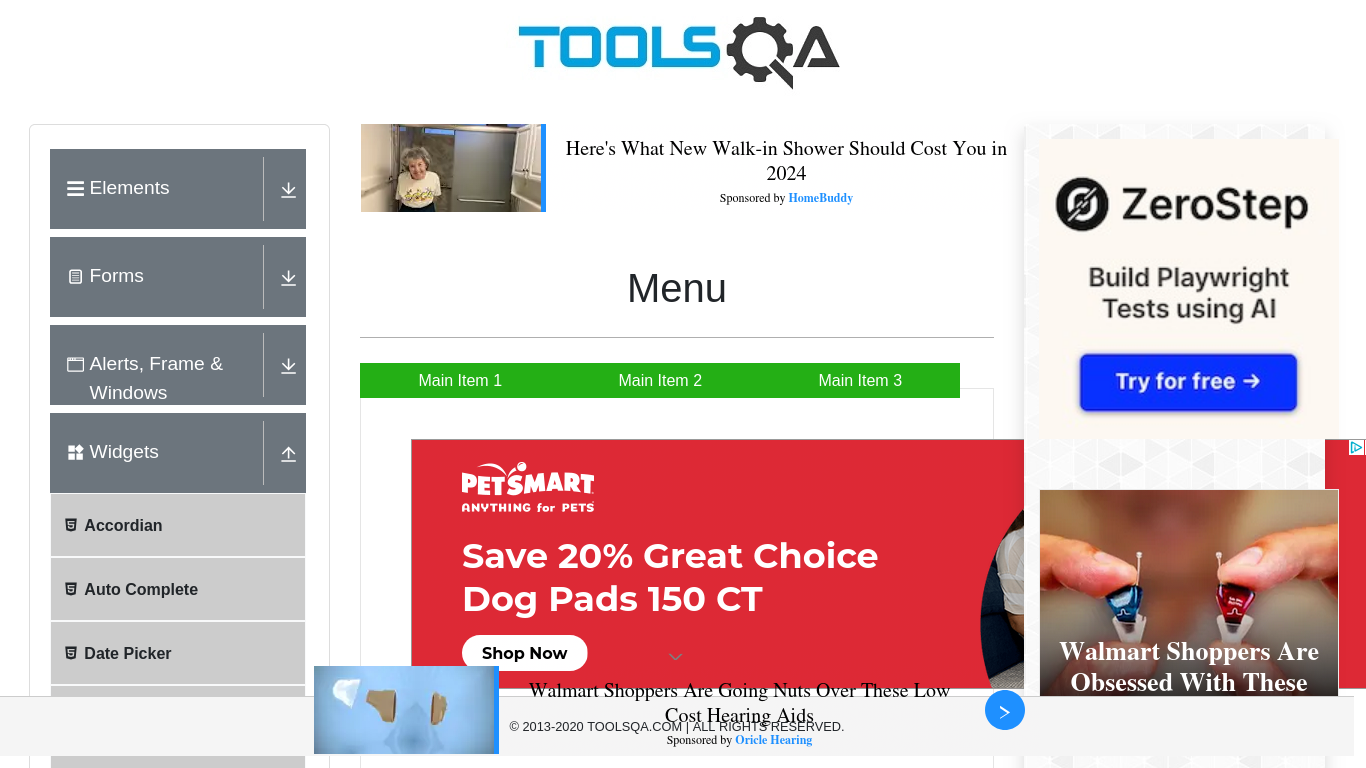 TOOLSQA
Elements
Forms
Alerts, Frame &
Windows
Widgets
Accordian
Auto Complete
Date Picker
Here's What New Walk-in Shower Should Cost You in
2024
Sponsored by HomeBuddy
Menu
Main Item 1
Main Item 2
Main Item 3
PETSMART
ANYTHING for PETS
Save 20% Great Choice
Dog Pads 150 CT
Shop Now
ZeroStep
Build Playwright
Tests using AI
Try for free →
Walmart Shoppers Are
Obsessed With These
Walmart Shoppers Are Going Nuts Over These Low
Cost Hearing Aids
Sponsored by Oricle Hearing
© 2013-2020 TOOLSQA.COM | ALL RIGHTS RESERVED.